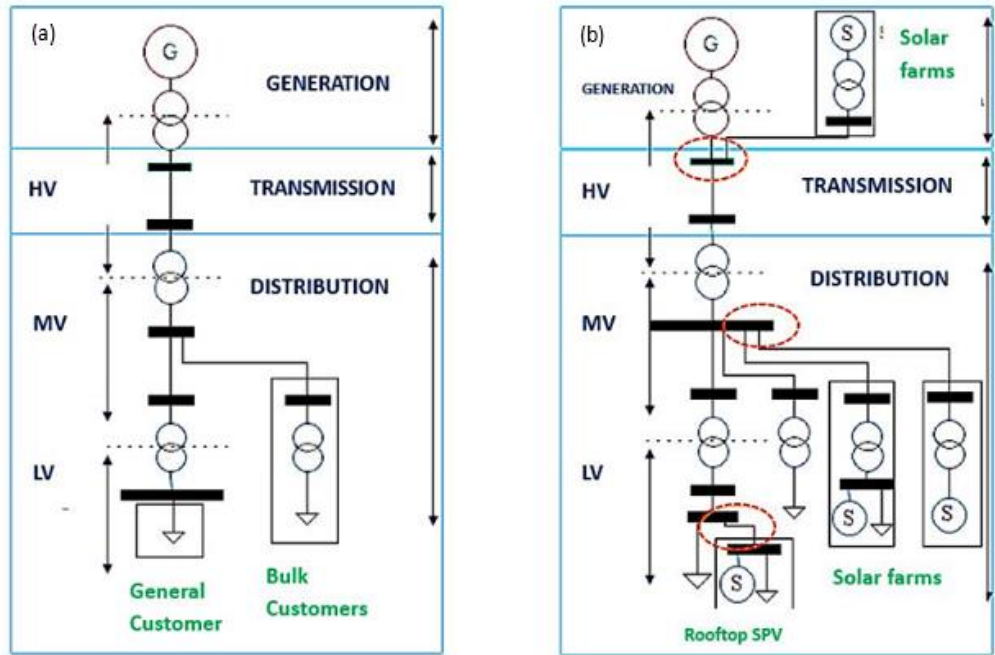 (a)
G
GENERATION
HV
TRANSMISSION
DISTRIBUTION
MV
LV
General
Customer
Bulk
Customers
(b)
G
S
Solar
farms
GENERATION
HV
TRANSMISSION
DISTRIBUTION
MV
LV
S
S
S
Solar farms
Rooftop SPV